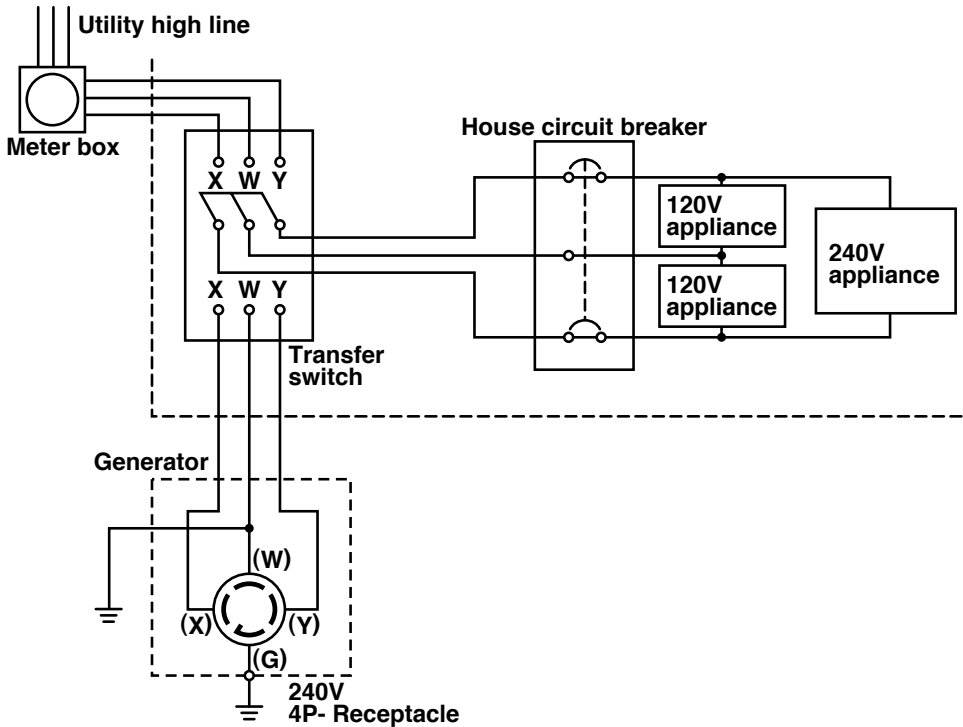 Utility high line
Meter box
X W Y
X W Y
Transfer
switch
House circuit breaker
120V
appliance
120V
appliance
240V
appliance
Generator
(W)
(X)
(Y)
(G)
240V
4P- Receptacle